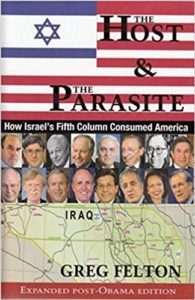 THE
HOST
&
THE
PARASITE
How Israel's Fifth Column Consumed America
IRAQ
GREG FELTON
EXPANDED POST-OBAMA EDITION